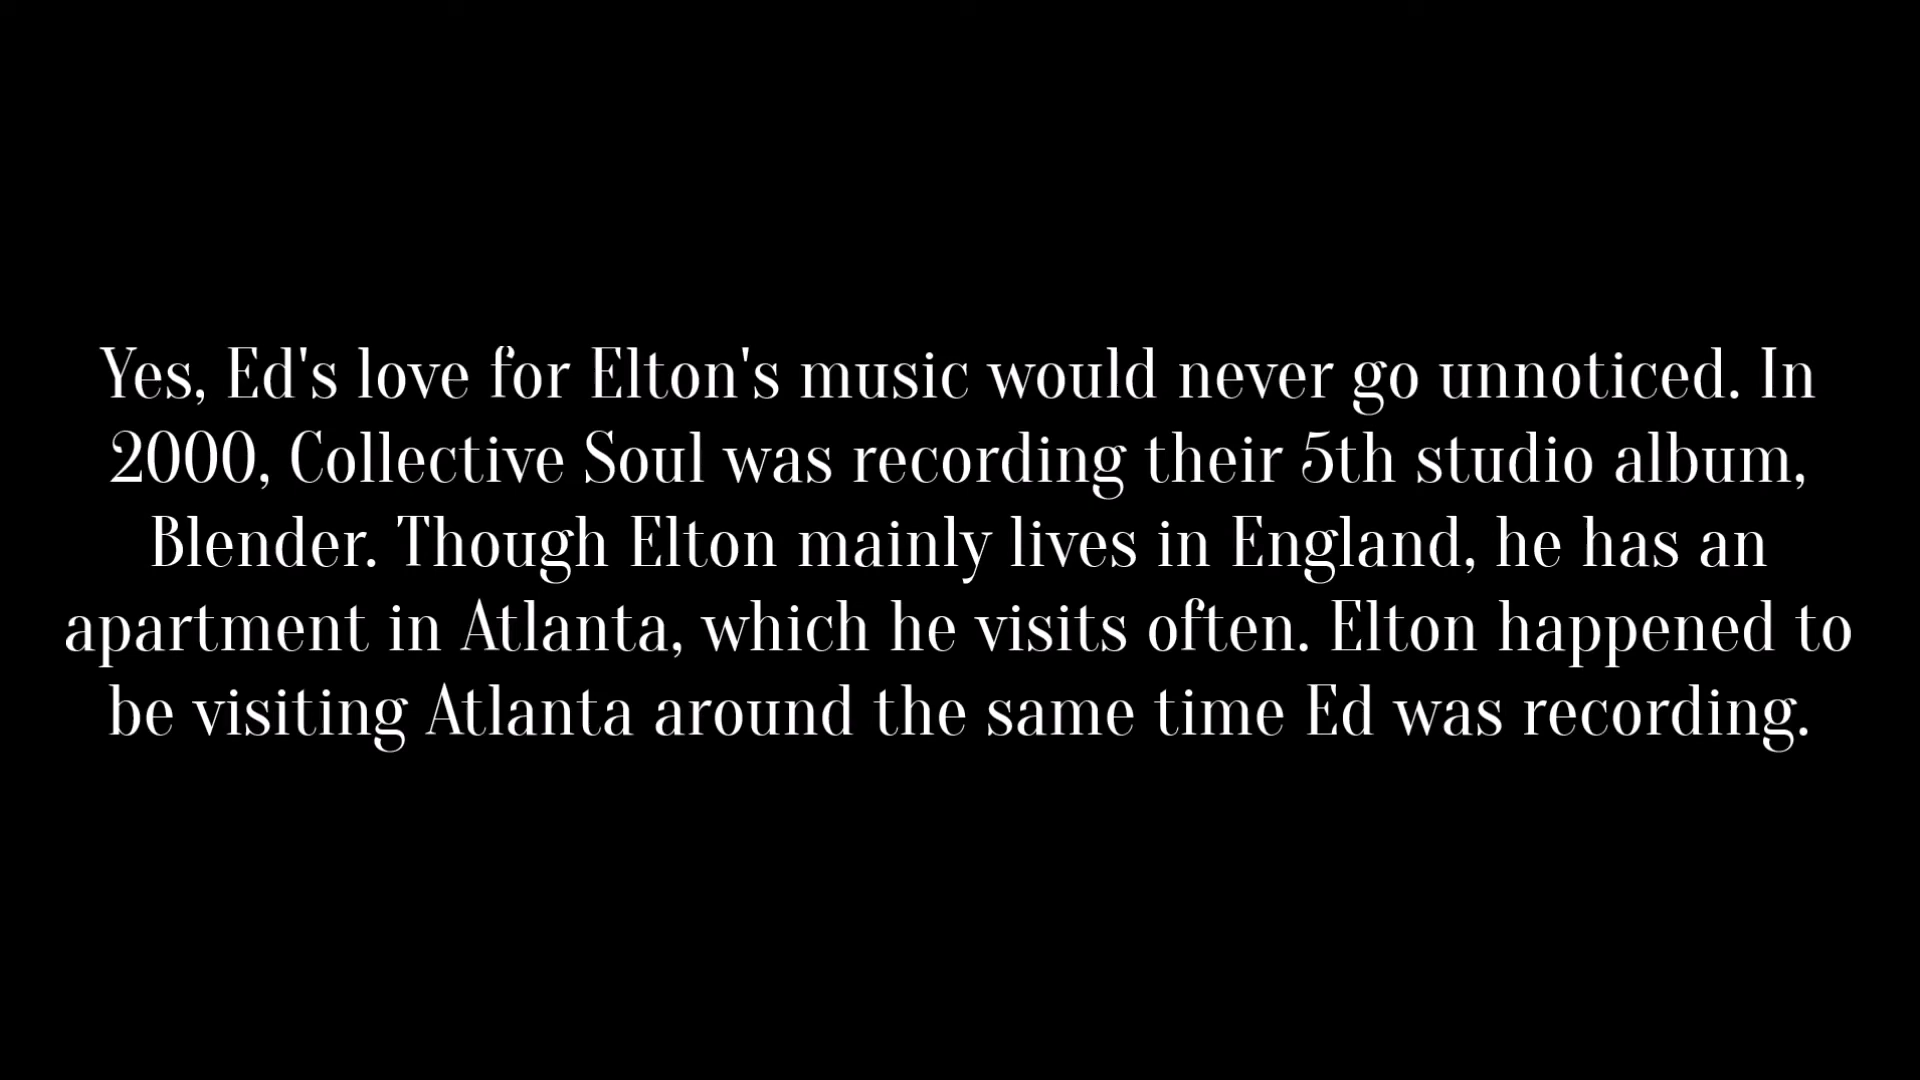 Yes, Ed's love for Elton's music would never go unnoticed. In
2000, Collective Soul was recording their 5th studio album,
Blender. Though Elton mainly lives in England, he has an
apartment in Atlanta, which he visits often. Elton happened to
be visiting Atlanta around the same time Ed was recording.